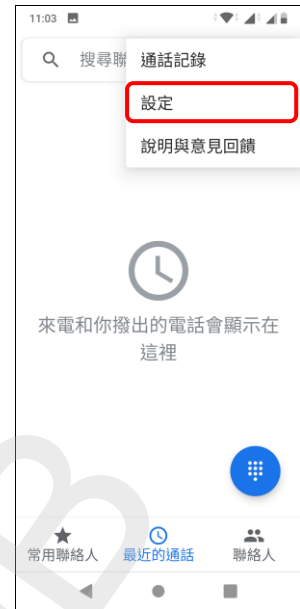 11:03
搜尋聯
通話記錄
設定
說明與意見回饋
來電和你撥出的電話會顯示在
這裡
常用聯絡人
最近的通話
聯絡人